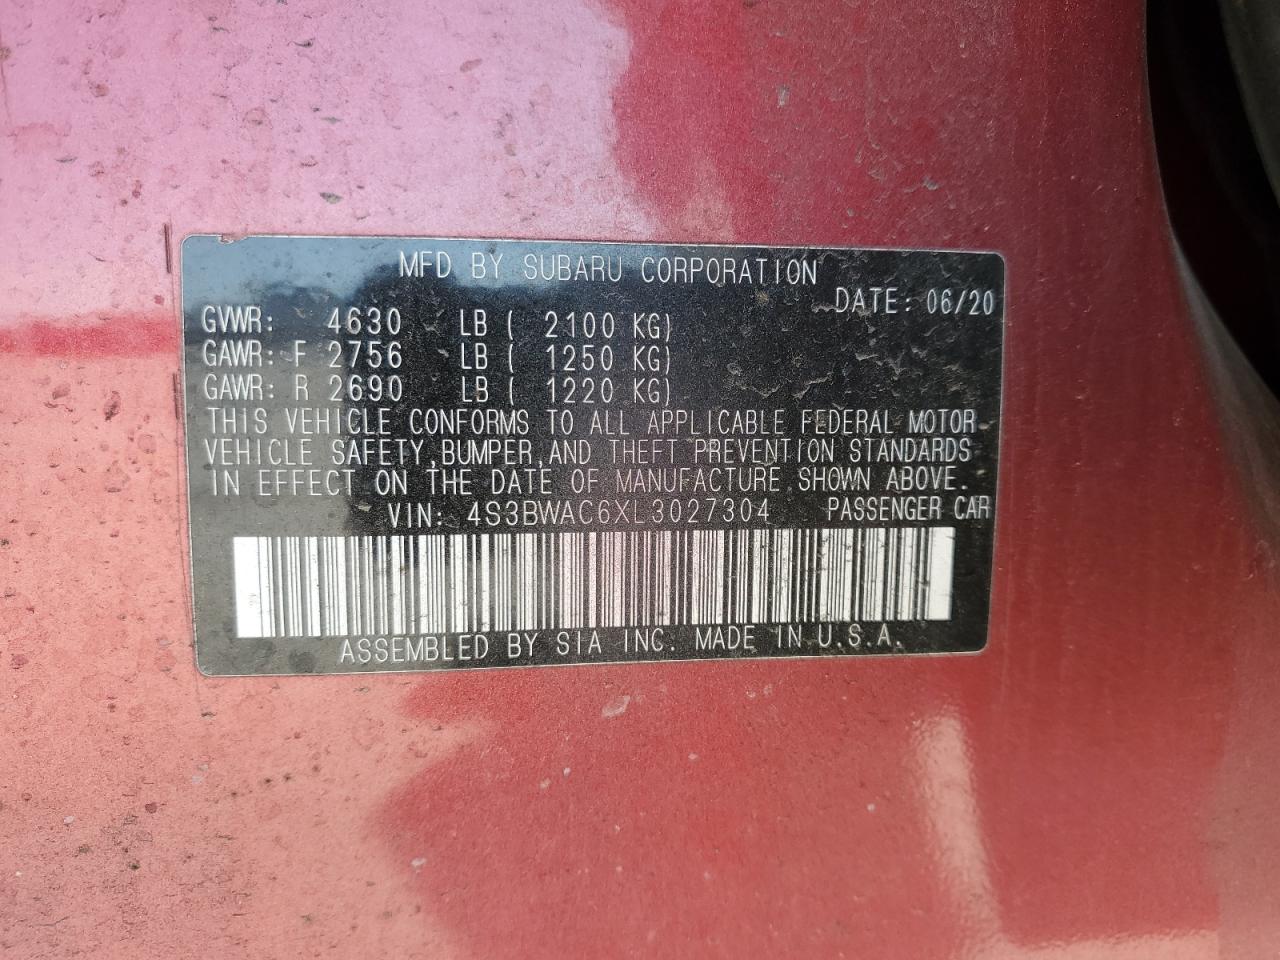 MFD BY SUBARU CORPORATION
DATE: 06/20
GVWR: 4630 LB ( 2100 KG)
GAWR: F 2756 LB ( 1250 KG)
GAWR: R 2690 LB ( 1220 KG)
THIS VEHICLE CONFORMS TO ALL APPLICABLE FEDERAL MOTOR
VEHICLE SAFETY,BUMPER,AND THEFT PREVENTION STANDARDS
IN EFFECT ON THE DATE OF MANUFACTURE SHOWN ABOVE.
VIN: 4S3BWAC6XL3027304 PASSENGER CAR
ASSEMBLED BY SIA INC. MADE IN U.S.A.